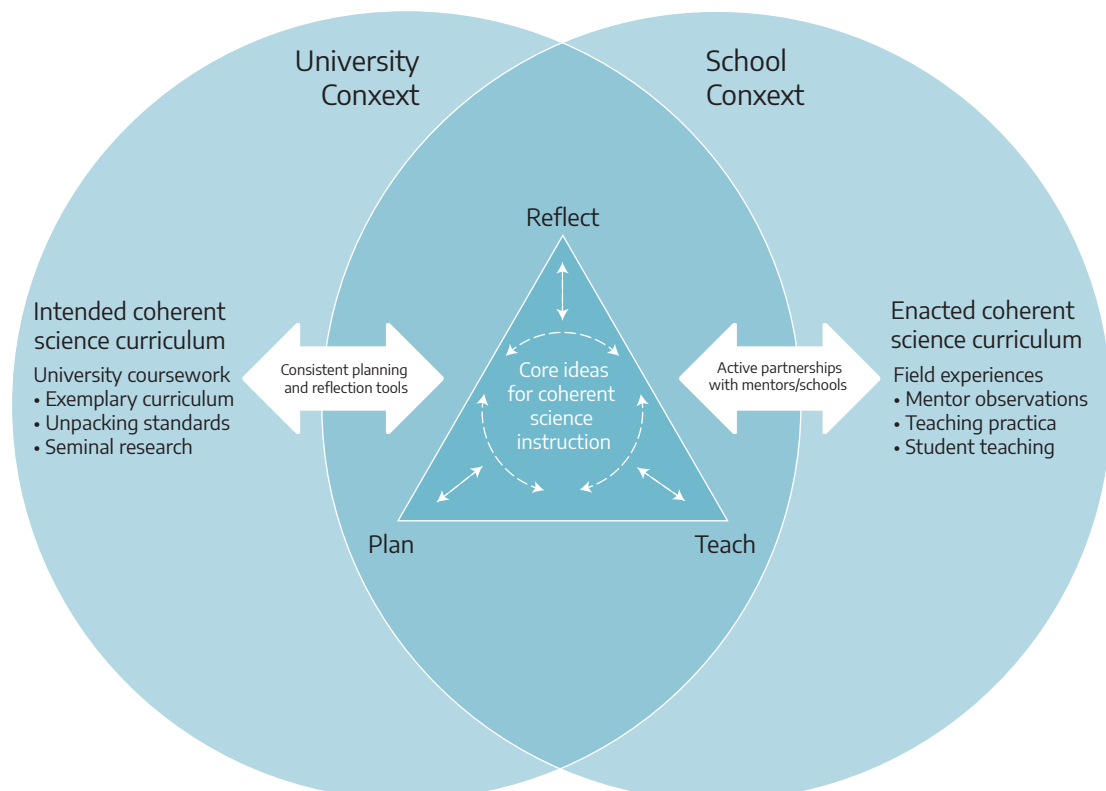 University
Conxext
School
Conxext
Reflect
Intended coherent
science curriculum
University coursework
• Exemplary curriculum
• Unpacking standards
• Seminal research
Consistent planning
and reflection tools
Core ideas
for coherent
science
instruction
Active partnerships
with mentors/schools
Enacted coherent
science curriculum
Field experiences
• Mentor observations
• Teaching practica
• Student teaching
Plan
Teach